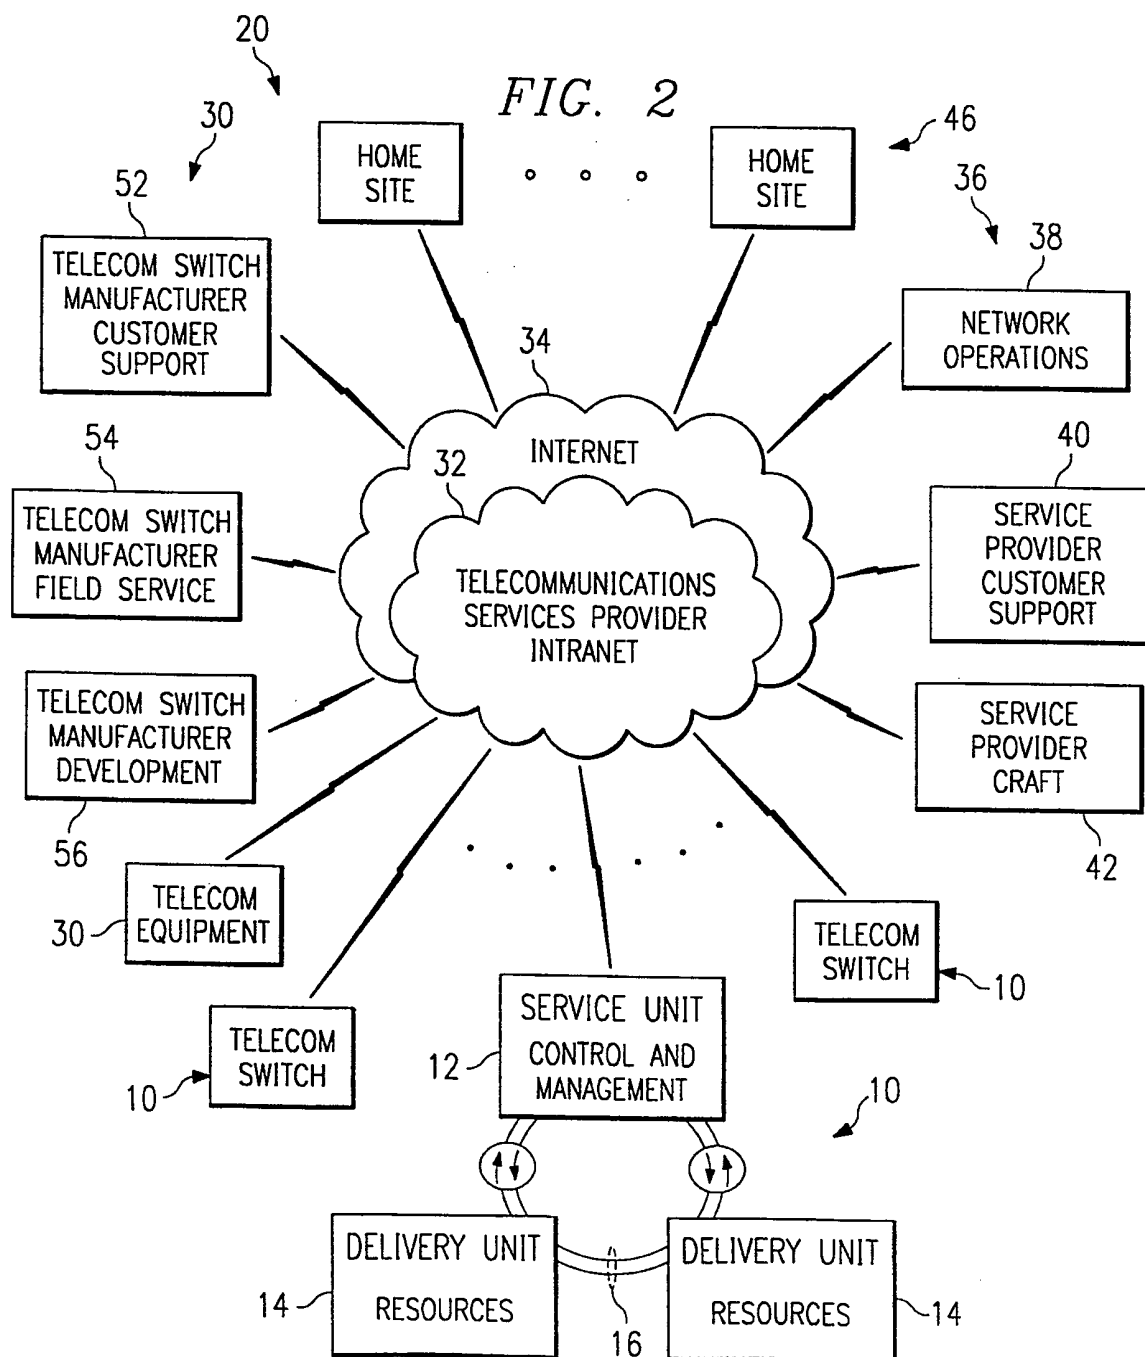 20
FIG. 2
30
46
HOME
SITE
HOME
SITE
52
36
38
TELECOM SWITCH
MANUFACTURER
CUSTOMER
SUPPORT
NETWORK
OPERATIONS
34
INTERNET
54
32
40
TELECOM SWITCH
MANUFACTURER
FIELD SERVICE
TELECOMMUNICATIONS
SERVICES PROVIDER
INTRANET
SERVICE
PROVIDER
CUSTOMER
SUPPORT
TELECOM SWITCH
MANUFACTURER
DEVELOPMENT
56
SERVICE
PROVIDER
CRAFT
42
TELECOM
EQUIPMENT
30
TELECOM
SWITCH
10
TELECOM
SWITCH
10
SERVICE UNIT
CONTROL AND
MANAGEMENT
12
10
DELIVERY UNIT
RESOURCES
14
16
DELIVERY UNIT
RESOURCES
14